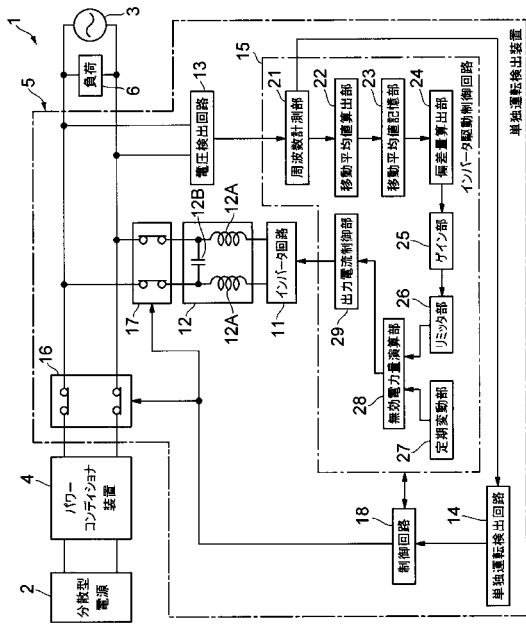 1
2
分散型
電源
4
パワー
コンディショナ
装置
16
5
負荷
6
3
17
12
12B
12A
12A
11
インバータ回路
13
電圧検出回路
15
21
周波数計測部
22
移動平均値算出部
23
移動平均値記憶部
24
偏差量算出部
インバータ駆動制御回路
単独運転検出装置
25
ゲイン部
26
リミッタ部
27
定期変動部
28
無効電力量演算部
29
出力電流制御部
18
制御回路
14
単独運転検出回路